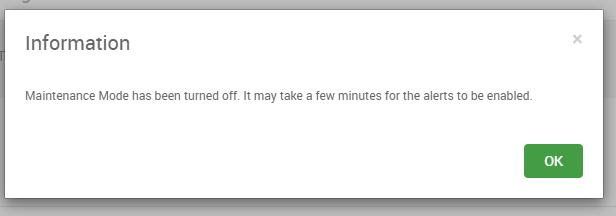 Information
×
Maintenance Mode has been turned off. It may take a few minutes for the alerts to be enabled.
OK